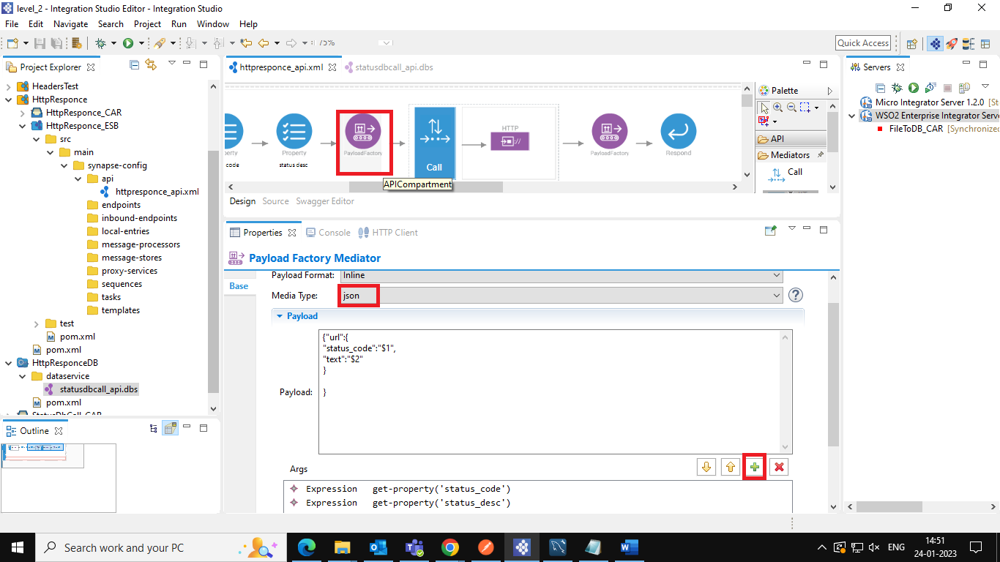 level_2 - Integration Studio Editor - Integration Studio
File Edit Navigate Search Project Run Window Help
75%
Quick Access
Project Explorer
HeadersTest
HttpResponce
HttpResponce_CAR
HttpResponce_ESB
src
main
synapse-config
api
httpresponce_api.xml
endpoints
inbound-endpoints
local-entries
message-processors
message-stores
proxy-services
sequences
tasks
templates
test
pom.xml
pom.xml
HttpResponceDB
dataservice
statusdbcall_api.dbs
pom.xml
StatusDbCall_CAR
Outline
httpresponce_api.xml
statusdbcall_api.dbs
perty
code
Property
status desc
PayloadFactory
Call
HTTP
PayloadFactory
Respond
APICompartment
Palette
API
Mediators
Call
Design Source Swagger Editor
Properties
Console
HTTP Client
Payload Factory Mediator
Base
Payload Format: Inline
Media Type: json
Payload
Payload:
{"url":{
"status_code":"$1",
"text":"$2"
}
}
Args
Expression get-property('status_code')
Expression get-property('status_desc')
Servers
Micro Integrator Server 1.2.0 [St
WSO2 Enterprise Integrator Serve
FileToDB_CAR [Synchronized
Search work and your PC
ENG
14:51
24-01-2023